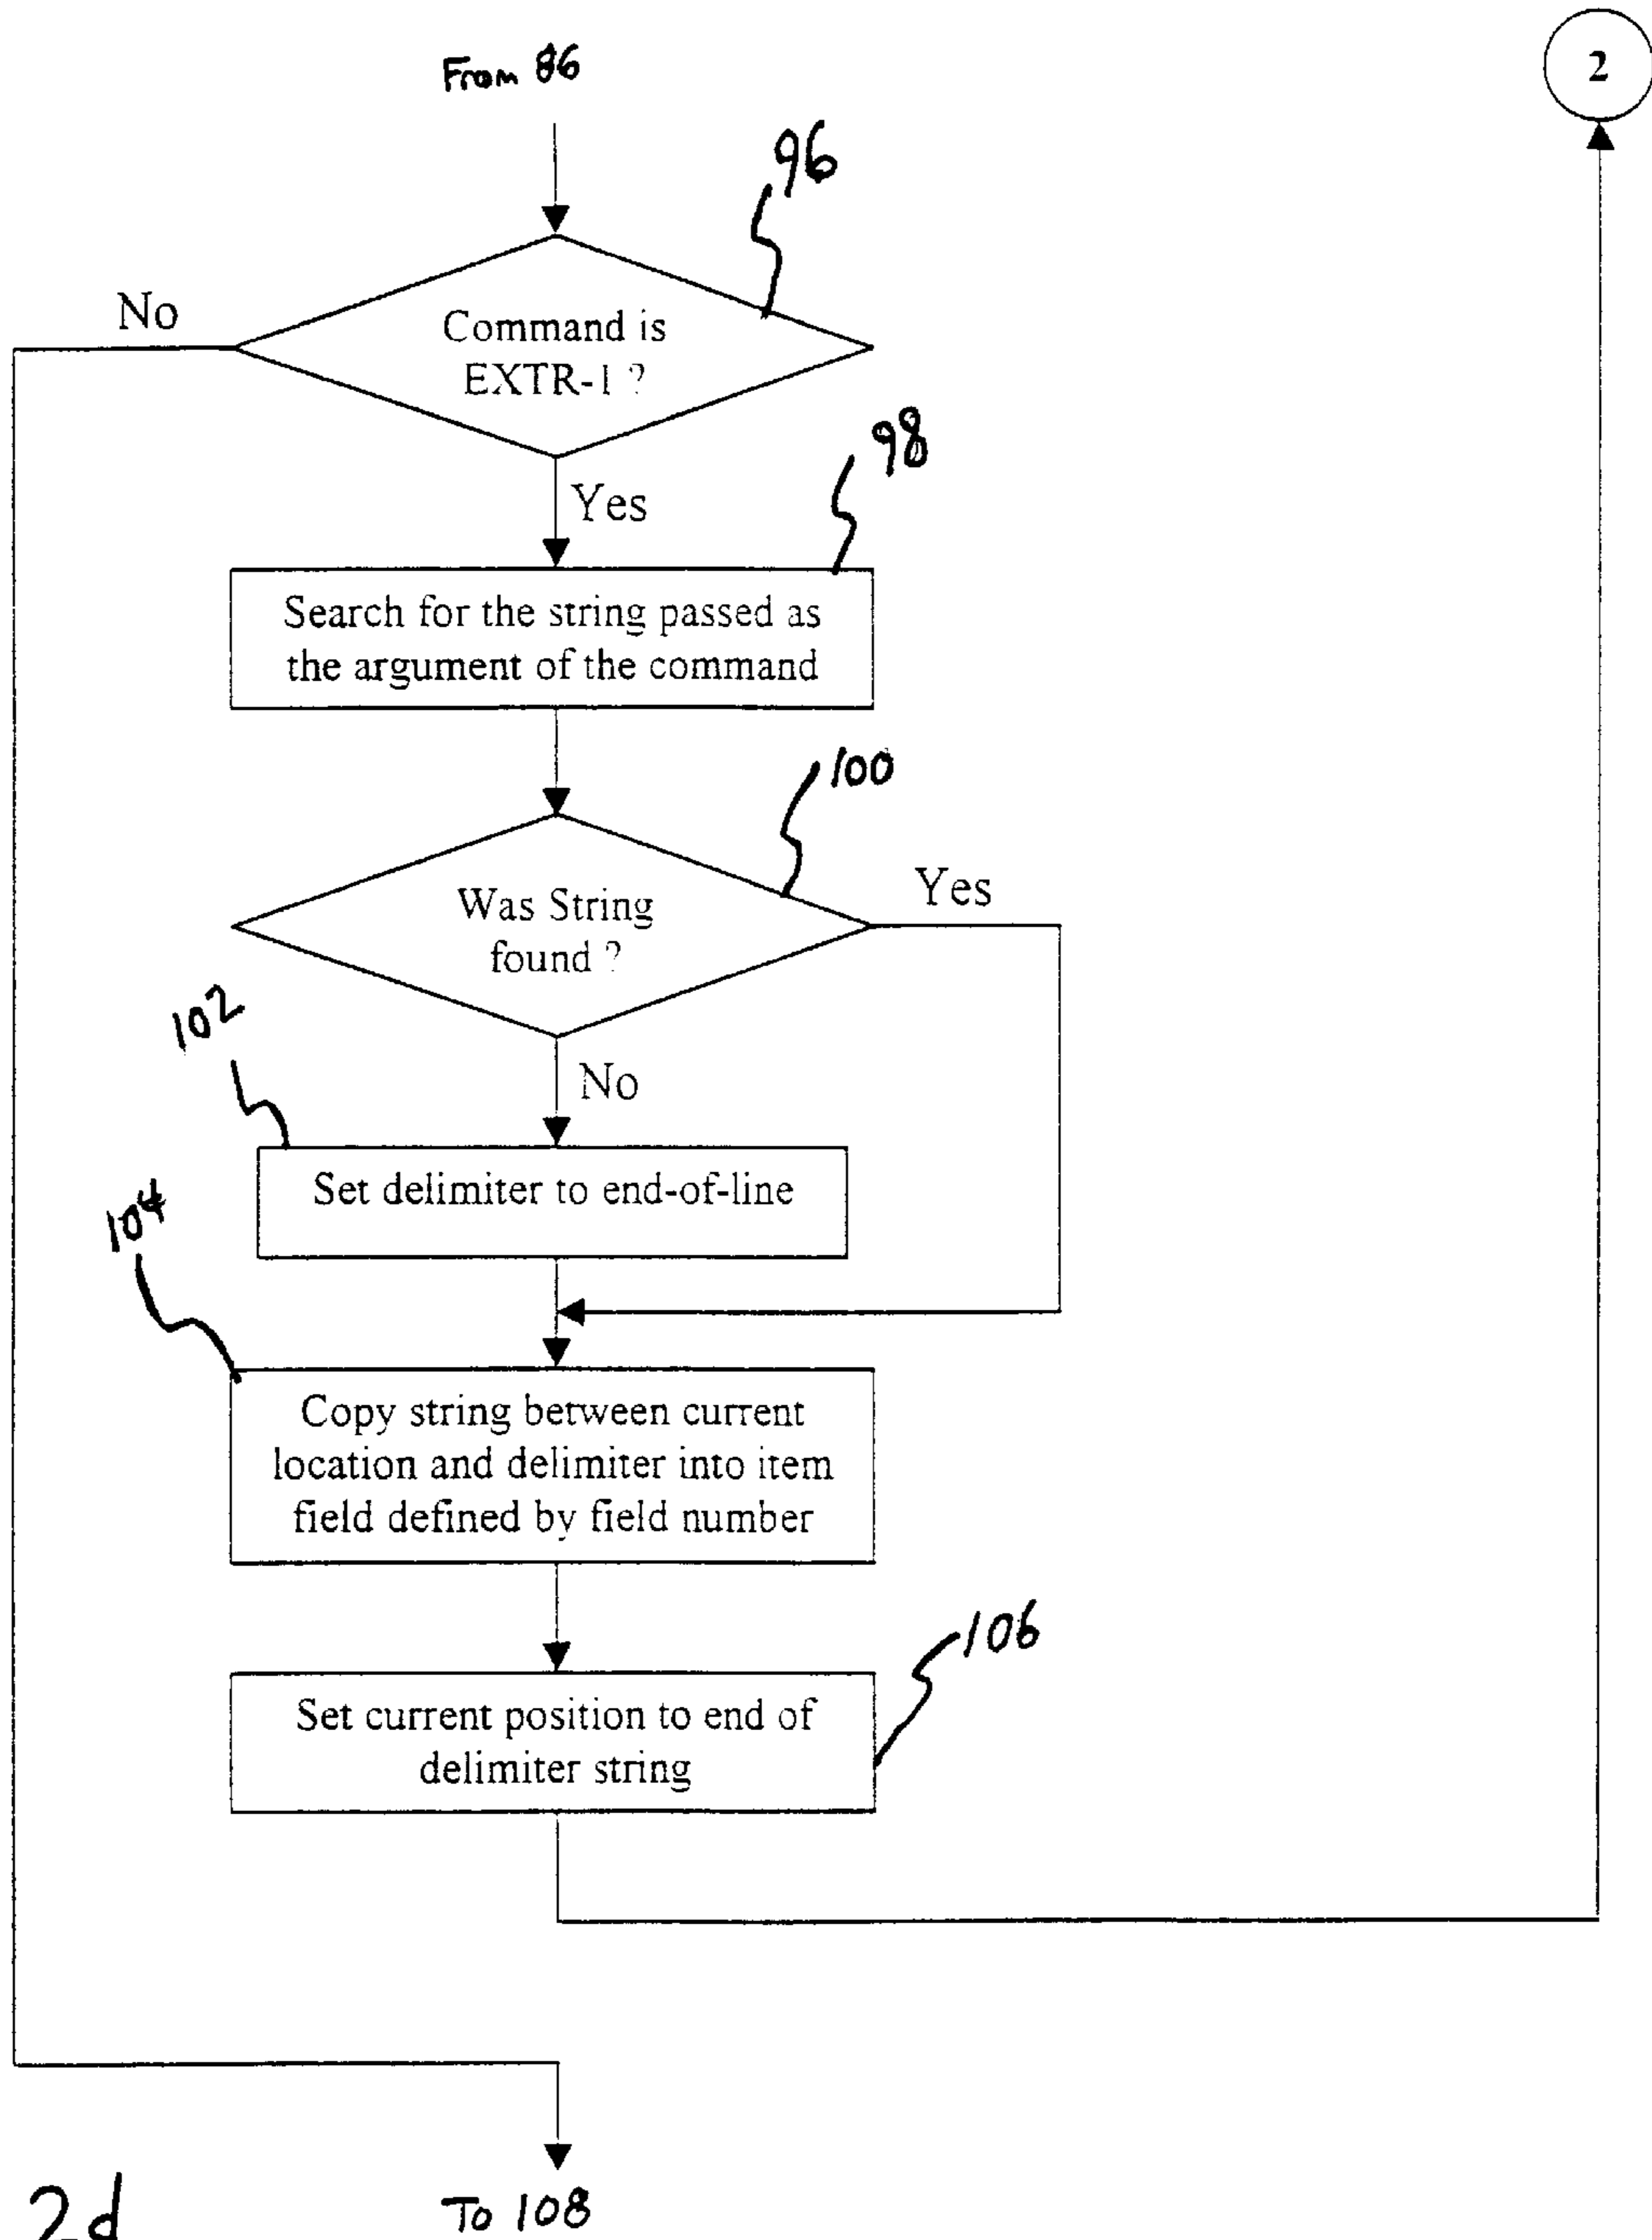 2
From 86
96
No
Command is
EXTR-1 ?
98
Yes
Search for the string passed as
the argument of the command
100
Yes
Was String
found ?
102
No
Set delimiter to end-of-line
104
Copy string between current
location and delimiter into item
field defined by field number
106
Set current position to end of
delimiter string
To 108
2d